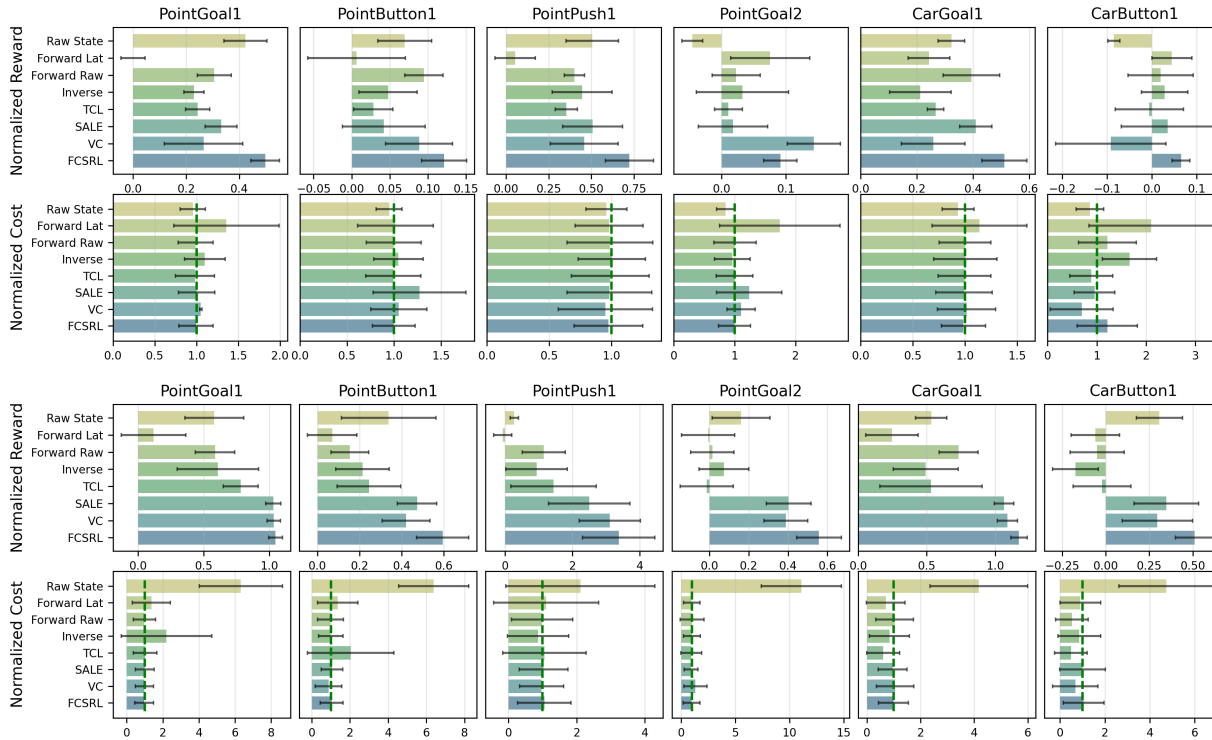 PointGoal1 PointButton1 PointPush1 PointGoal2 CarGoal1 CarButton1
Normalized Reward
Raw State
Forward Lat
Forward Raw
Inverse
TCL
SALE
VC
FCSRL
0.0 0.2 0.4 −0.05 0.00 0.05 0.10 0.15 0.00 0.25 0.50 0.75 0.0 0.1 0.0 0.2 0.4 0.6 −0.2 −0.1 0.0 0.1
Normalized Cost
Raw State
Forward Lat
Forward Raw
Inverse
TCL
SALE
VC
FCSRL
0.0 0.5 1.0 1.5 2.0 0.0 0.5 1.0 1.5 0.0 0.5 1.0 0 1 2 0.0 0.5 1.0 1.5 0 1 2 3
PointGoal1 PointButton1 PointPush1 PointGoal2 CarGoal1 CarButton1
Normalized Reward
Raw State
Forward Lat
Forward Raw
Inverse
TCL
SALE
VC
FCSRL
0.0 0.5 1.0 0.0 0.2 0.4 0.6 0 2 4 0.0 0.2 0.4 0.6 0.0 0.5 1.0 −0.25 0.00 0.25 0.50
Normalized Cost
Raw State
Forward Lat
Forward Raw
Inverse
TCL
SALE
VC
FCSRL
0 2 4 6 8 0 2 4 6 8 0 2 4 0 5 10 15 0 2 4 6 0 2 4 6